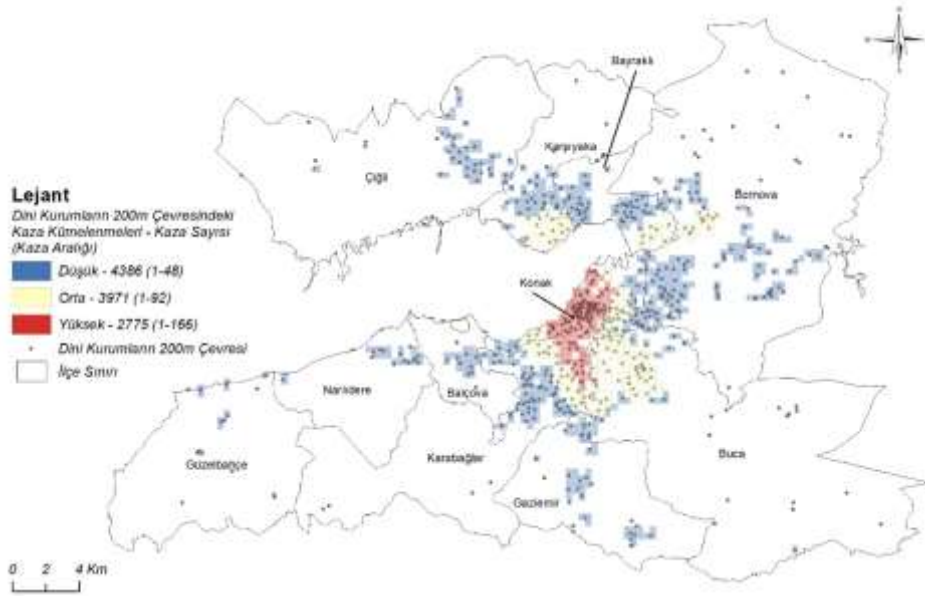 Bayraklı
Karşıyaka
Çiğli
Bornova
Lejant
Dini Kurumların 200m Çevresindeki
Kaza Kümelenmeleri - Kaza Sayısı
(Kaza Aralığı)
Düşük - 4386 (1-48)
Orta - 3971 (1-92)
Yüksek - 2775 (1-166)
Dini Kurumların 200m Çevresi
İlçe Sınırı
Konak
Narlıdere
Balçova
Güzelbahçe
Karabağlar
Buca
Gaziemir
0 2 4 Km